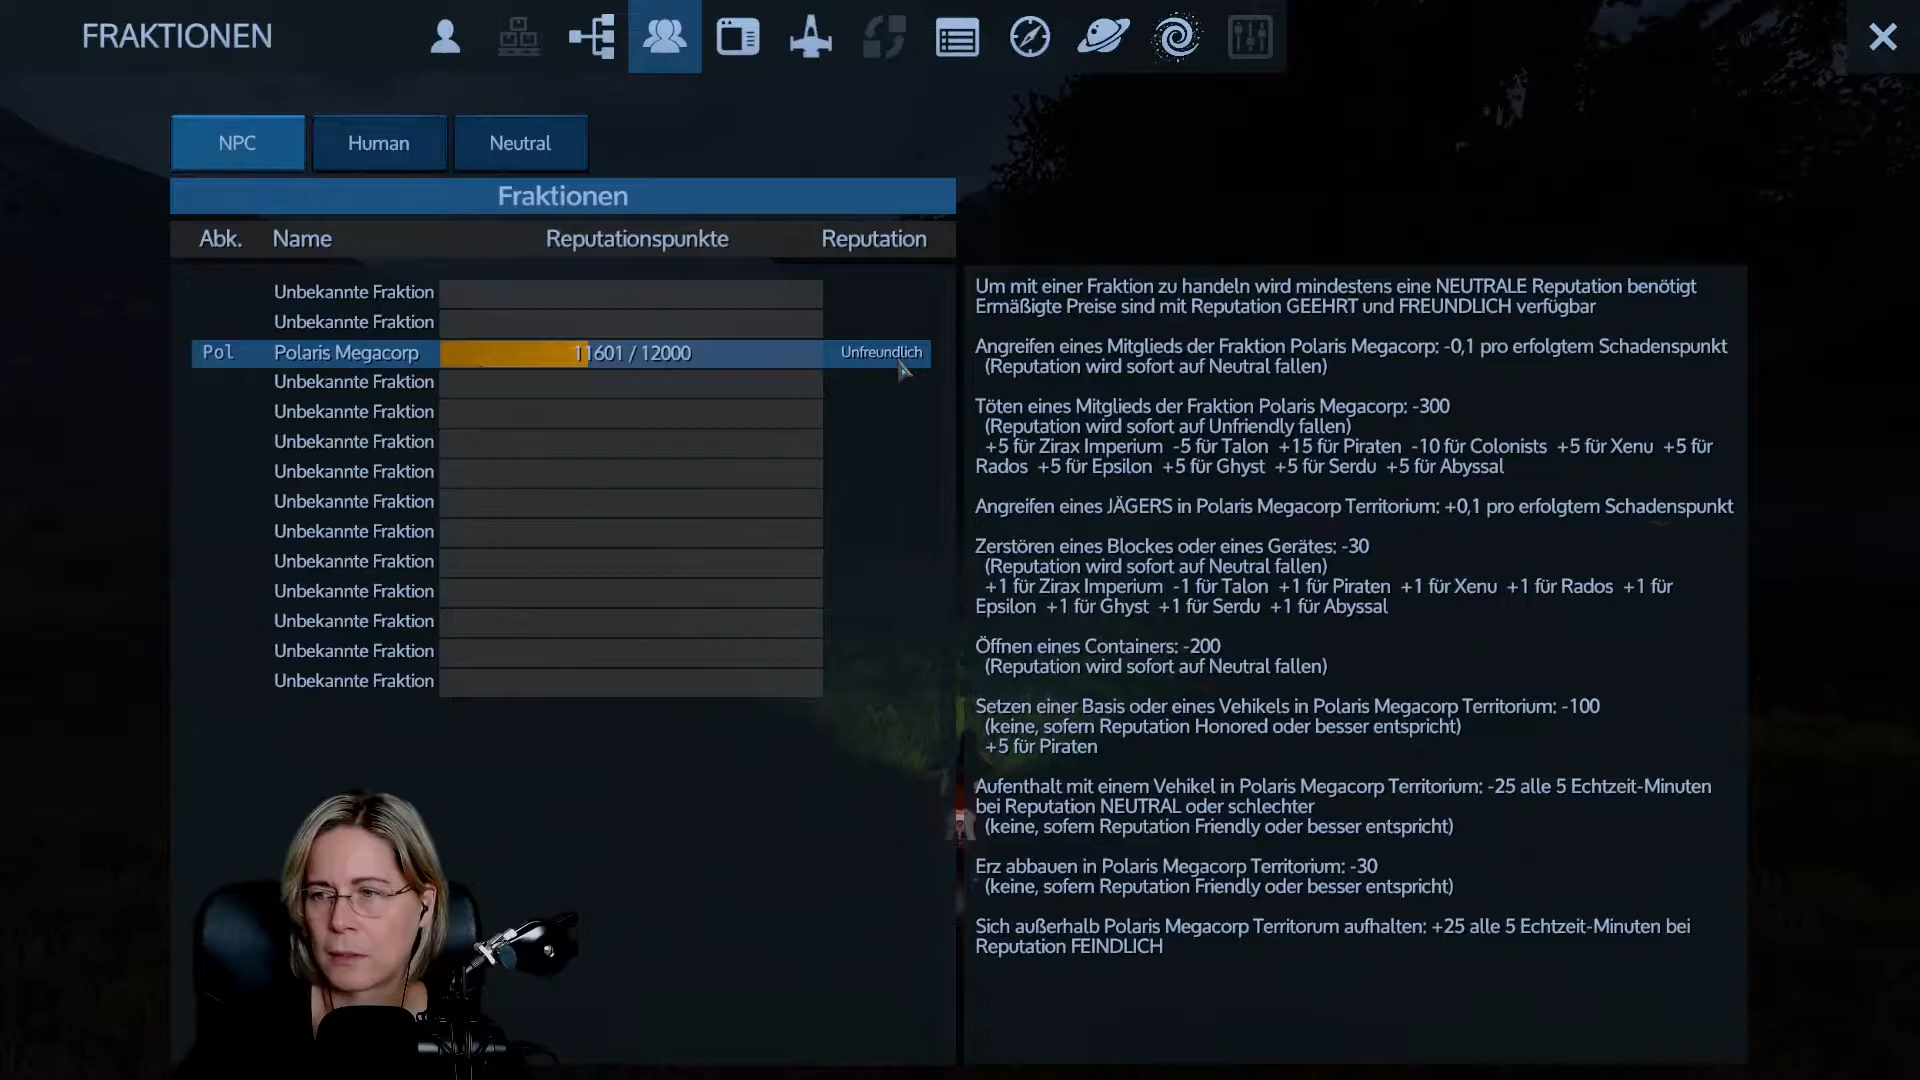 FRAKTIONEN
NPC
Human
Neutral
Fraktionen
Abk. Name Reputationspunkte Reputation
Unbekannte Fraktion
Unbekannte Fraktion
Pol Polaris Megacorp 11601 / 12000 Unfreundlich
Unbekannte Fraktion
Unbekannte Fraktion
Unbekannte Fraktion
Unbekannte Fraktion
Unbekannte Fraktion
Unbekannte Fraktion
Unbekannte Fraktion
Unbekannte Fraktion
Unbekannte Fraktion
Unbekannte Fraktion
Unbekannte Fraktion
Um mit einer Fraktion zu handeln wird mindestens eine NEUTRALE Reputation benötigt
Ermäßigte Preise sind mit Reputation GEEHRT und FREUNDLICH verfügbar
Angreifen eines Mitglieds der Fraktion Polaris Megacorp: -0,1 pro erfolgtem Schadenspunkt
(Reputation wird sofort auf Neutral fallen)
Töten eines Mitglieds der Fraktion Polaris Megacorp: -300
(Reputation wird sofort auf Unfriendly fallen)
+5 für Zirax Imperium -5 für Talon +15 für Piraten -10 für Colonists +5 für Xenu +5 für
Rados +5 für Epsilon +5 für Ghyst +5 für Serdu +5 für Abyssal
Angreifen eines JÄGERS in Polaris Megacorp Territorium: +0,1 pro erfolgtem Schadenspunkt
Zerstören eines Blockes oder eines Gerätes: -30
(Reputation wird sofort auf Neutral fallen)
+1 für Zirax Imperium -1 für Talon +1 für Piraten +1 für Xenu +1 für Rados +1 für
Epsilon +1 für Ghyst +1 für Serdu +1 für Abyssal
Öffnen eines Containers: -200
(Reputation wird sofort auf Neutral fallen)
Setzen einer Basis oder eines Vehikels in Polaris Megacorp Territorium: -100
(keine, sofern Reputation Honored oder besser entspricht)
+5 für Piraten
Aufenthalt mit einem Vehikel in Polaris Megacorp Territorium: -25 alle 5 Echtzeit-Minuten
bei Reputation NEUTRAL oder schlechter
(keine, sofern Reputation Friendly oder besser entspricht)
Erz abbauen in Polaris Megacorp Territorium: -30
(keine, sofern Reputation Friendly oder besser entspricht)
Sich außerhalb Polaris Megacorp Territorum aufhalten: +25 alle 5 Echtzeit-Minuten bei
Reputation FEINDLICH